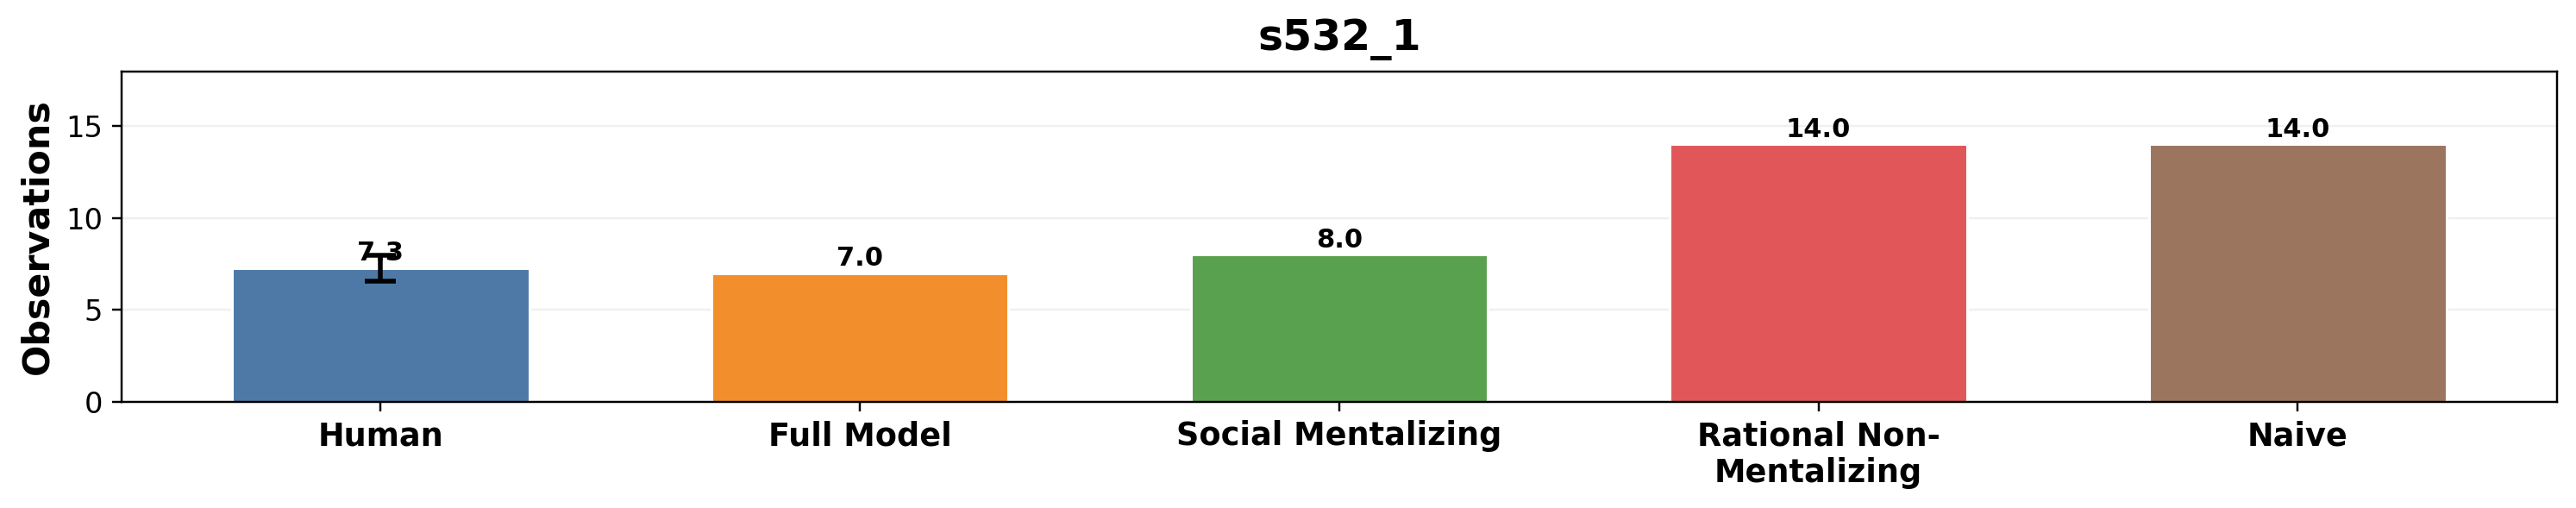 s532_1
Observations
15
10
5
0
7.3
7.0
8.0
14.0
14.0
Human
Full Model
Social Mentalizing
Rational Non-
Mentalizing
Naive